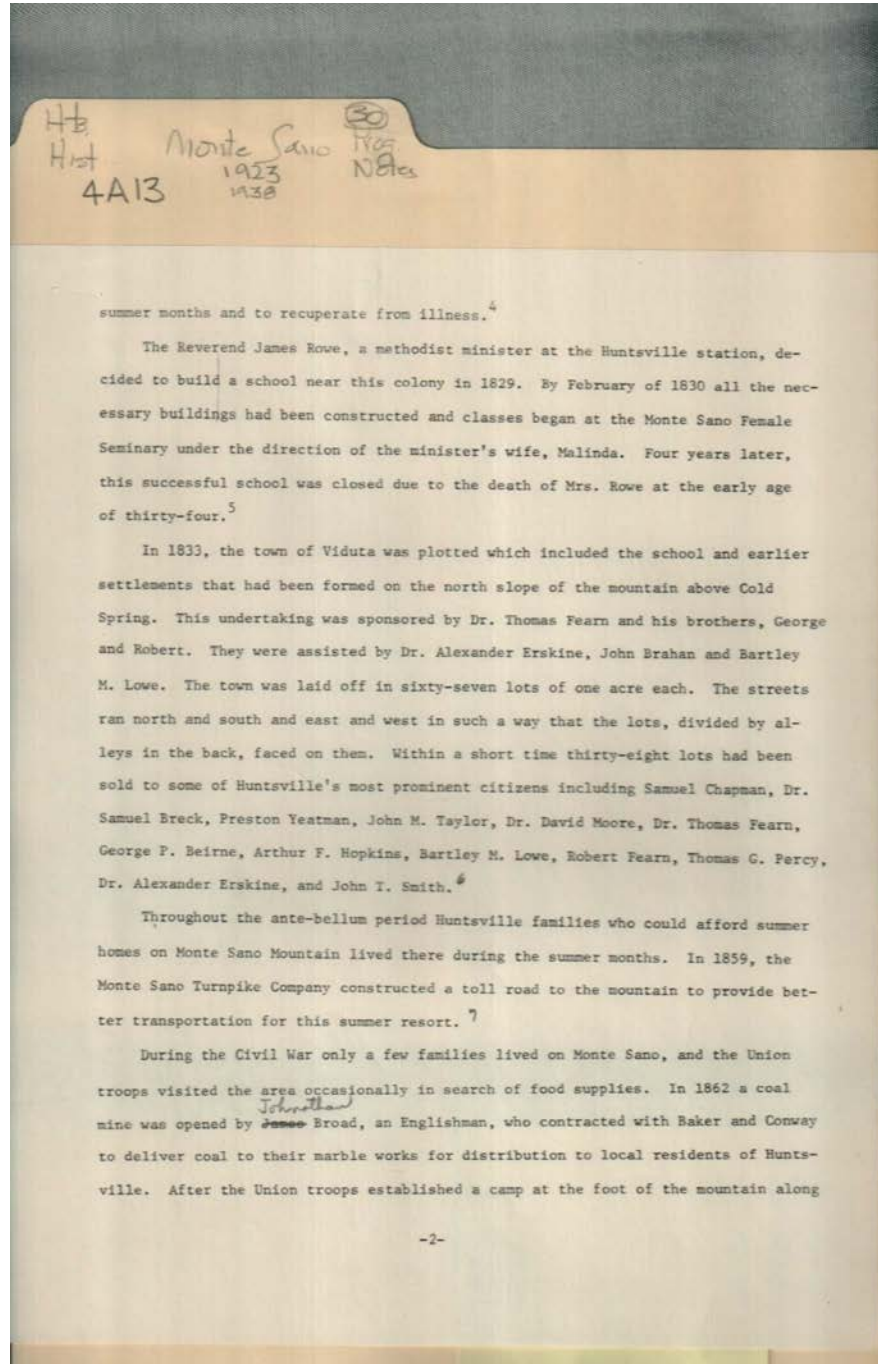 Htb.
Hist
4A13
Monte Sano
1923
1938
30
Prog
Notes
summer months and to recuperate from illness.4
The Reverend James Rowe, a methodist minister at the Huntsville station, de-
cided to build a school near this colony in 1829. By February of 1830 all the nec-
essary buildings had been constructed and classes began at the Monte Sano Female
Seminary under the direction of the minister's wife, Malinda. Four years later,
this successful school was closed due to the death of Mrs. Rowe at the early age
of thirty-four.5
In 1833, the town of Viduta was plotted which included the school and earlier
settlements that had been formed on the north slope of the mountain above Cold
Spring. This undertaking was sponsored by Dr. Thomas Fearn and his brothers, George
and Robert. They were assisted by Dr. Alexander Erskine, John Brahan and Bartley
M. Lowe. The town was laid off in sixty-seven lots of one acre each. The streets
ran north and south and east and west in such a way that the lots, divided by al-
leys in the back, faced on them. Within a short time thirty-eight lots had been
sold to some of Huntsville's most prominent citizens including Samuel Chapman, Dr.
Samuel Breck, Preston Yeatman, John M. Taylor, Dr. David Moore, Dr. Thomas Fearn,
George P. Beirne, Arthur F. Hopkins, Bartley M. Lowe, Robert Fearn, Thomas G. Percy,
Dr. Alexander Erskine, and John T. Smith.6
Throughout the ante-bellum period Huntsville families who could afford summer
homes on Monte Sano Mountain lived there during the summer months. In 1859, the
Monte Sano Turnpike Company constructed a toll road to the mountain to provide bet-
ter transportation for this summer resort. 7
During the Civil War only a few families lived on Monte Sano, and the Union
troops visited the area occasionally in search of food supplies. In 1862 a coal
Johnathan
mine was opened by James Broad, an Englishman, who contracted with Baker and Conway
to deliver coal to their marble works for distribution to local residents of Hunts-
ville. After the Union troops established a camp at the foot of the mountain along
-2-